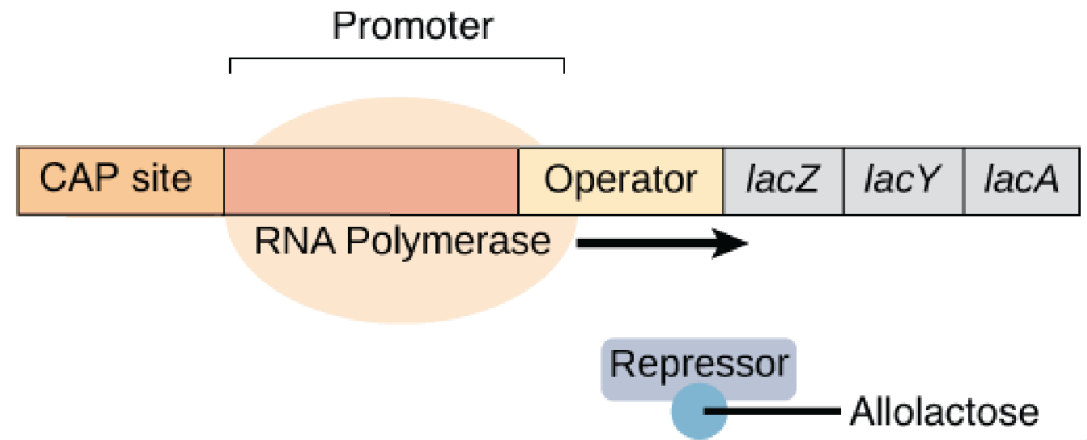 Promoter
CAP site
Operator
lacZ
lacY
lacA
RNA Polymerase
Repressor
Allolactose